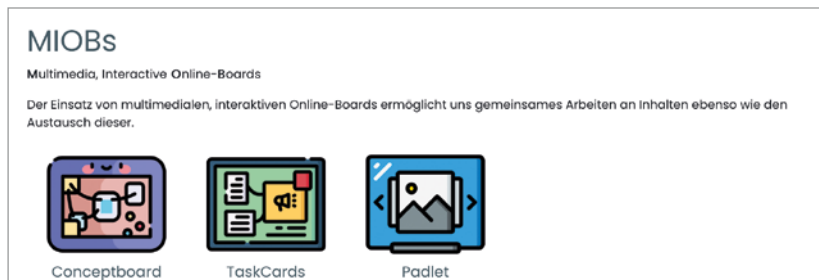 MIOBs
Multimedia, Interactive Online-Boards
Der Einsatz von multimedialen, interaktiven Online-Boards ermöglicht uns gemeinsames Arbeiten an Inhalten ebenso wie den
Austausch dieser.
Conceptboard TaskCards Padlet